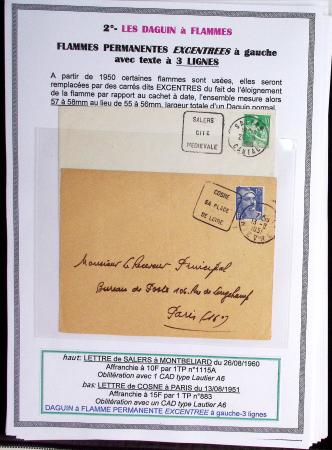 2°- LES DAGUIN à FLAMMES
FLAMMES PERMANENTES EXCENTREES à gauche
avec texte à 3 LIGNES
A partir de 1950 certaines flammes sont usées, elles seront
remplacées par des carrés dits EXCENTRES du fait de l'éloignement
de la flamme par rapport au cachet à date, l'ensemble mesure alors
57 à 58mm au lieu de 55 à 56mm, largeur totale d'un Daguin normal.
SALERS
CITE
MEDIEVALE
CANTAL
COSNE
SA PLAGE
DE LOIRE
Monsieur le Receveur Principal
Bureau de Poste 106, Rue de Longchamp
Paris (16e)
haut: LETTRE de SALERS à MONTBELIARD du 26/08/1960
Affranchie à 10F par 1TP n°1115A
Oblitération avec 1 CAD type Lautier A6
bas: LETTRE de COSNE à PARIS du 13/08/1951
Affranchie à 15F par 1 TP n°883
Oblitération avec un CAD type Lautier A6
DAGUIN à FLAMME PERMANENTE EXCENTREE à gauche-3 lignes